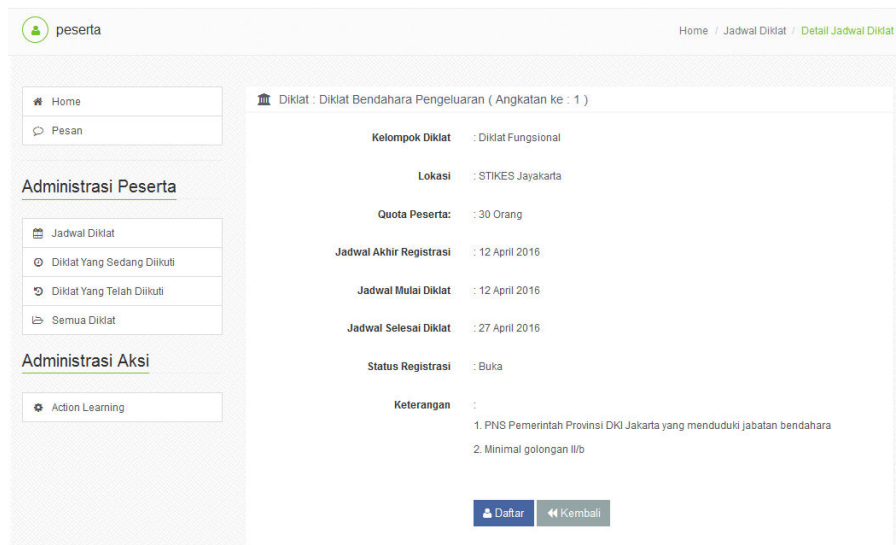 peserta
Home / Jadwal Diklat / Detail Jadwal Diklat
Home
Pesan
Administrasi Peserta
Jadwal Diklat
Diklat Yang Sedang Diikuti
Diklat Yang Telah Diikuti
Semua Diklat
Administrasi Aksi
Action Learning
Diklat : Diklat Bendahara Pengeluaran ( Angkatan ke : 1 )
Kelompok Diklat : Diklat Fungsional
Lokasi : STIKES Jayakarta
Quota Peserta: : 30 Orang
Jadwal Akhir Registrasi : 12 April 2016
Jadwal Mulai Diklat : 12 April 2016
Jadwal Selesai Diklat : 27 April 2016
Status Registrasi : Buka
Keterangan :
1. PNS Pemerintah Provinsi DKI Jakarta yang menduduki jabatan bendahara
2. Minimal golongan II/b
Daftar Kembali